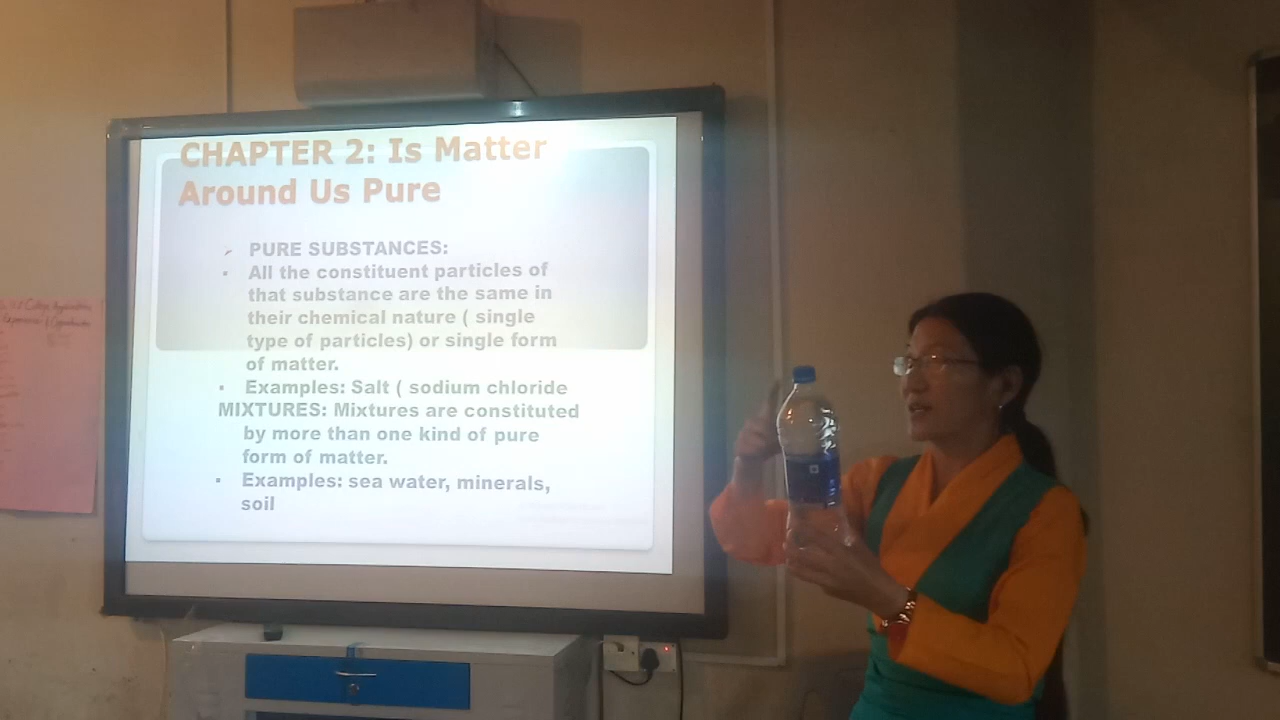 CHAPTER 2: Is Matter
Around Us Pure
PURE SUBSTANCES:
All the constituent particles of
that substance are the same in
their chemical nature ( single
type of particles) or single form
of matter.
Examples: Salt ( sodium chloride
MIXTURES: Mixtures are constituted
by more than one kind of pure
form of matter.
Examples: sea water, minerals,
soil